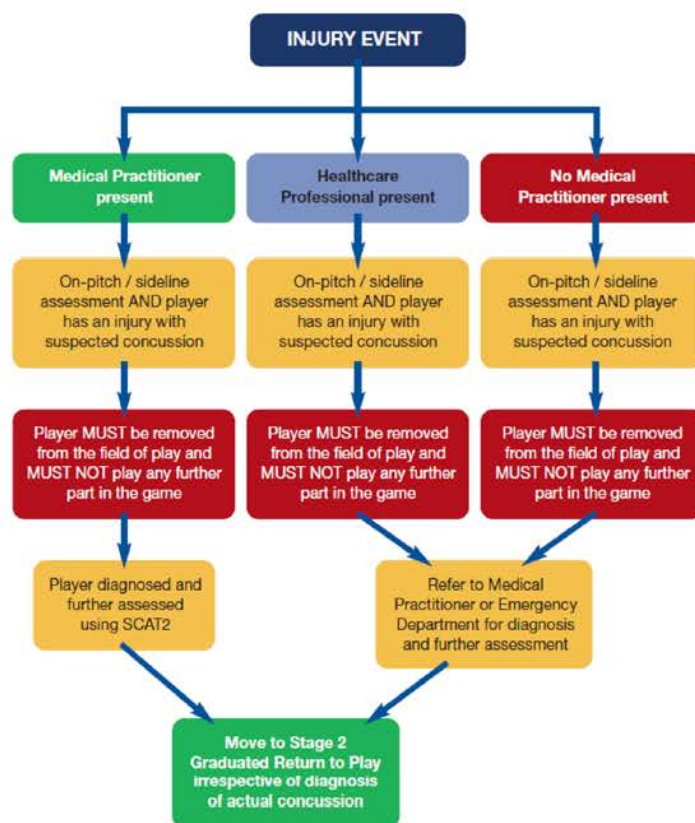 INJURY EVENT
Medical Practitioner
present
Healthcare
Professional present
No Medical
Practitioner present
On-pitch / sideline
assessment AND player
has an injury with
suspected concussion
On-pitch / sideline
assessment AND player
has an injury with
suspected concussion
On-pitch / sideline
assessment AND player
has an injury with
suspected concussion
Player MUST be removed
from the field of play and
MUST NOT play any further
part in the game
Player MUST be removed
from the field of play and
MUST NOT play any further
part in the game
Player MUST be removed
from the field of play and
MUST NOT play any further
part in the game
Player diagnosed and
further assessed
using SCAT2
Refer to Medical
Practitioner or Emergency
Department for diagnosis
and further assessment
Move to Stage 2
Graduated Return to Play
irrespective of diagnosis
of actual concussion